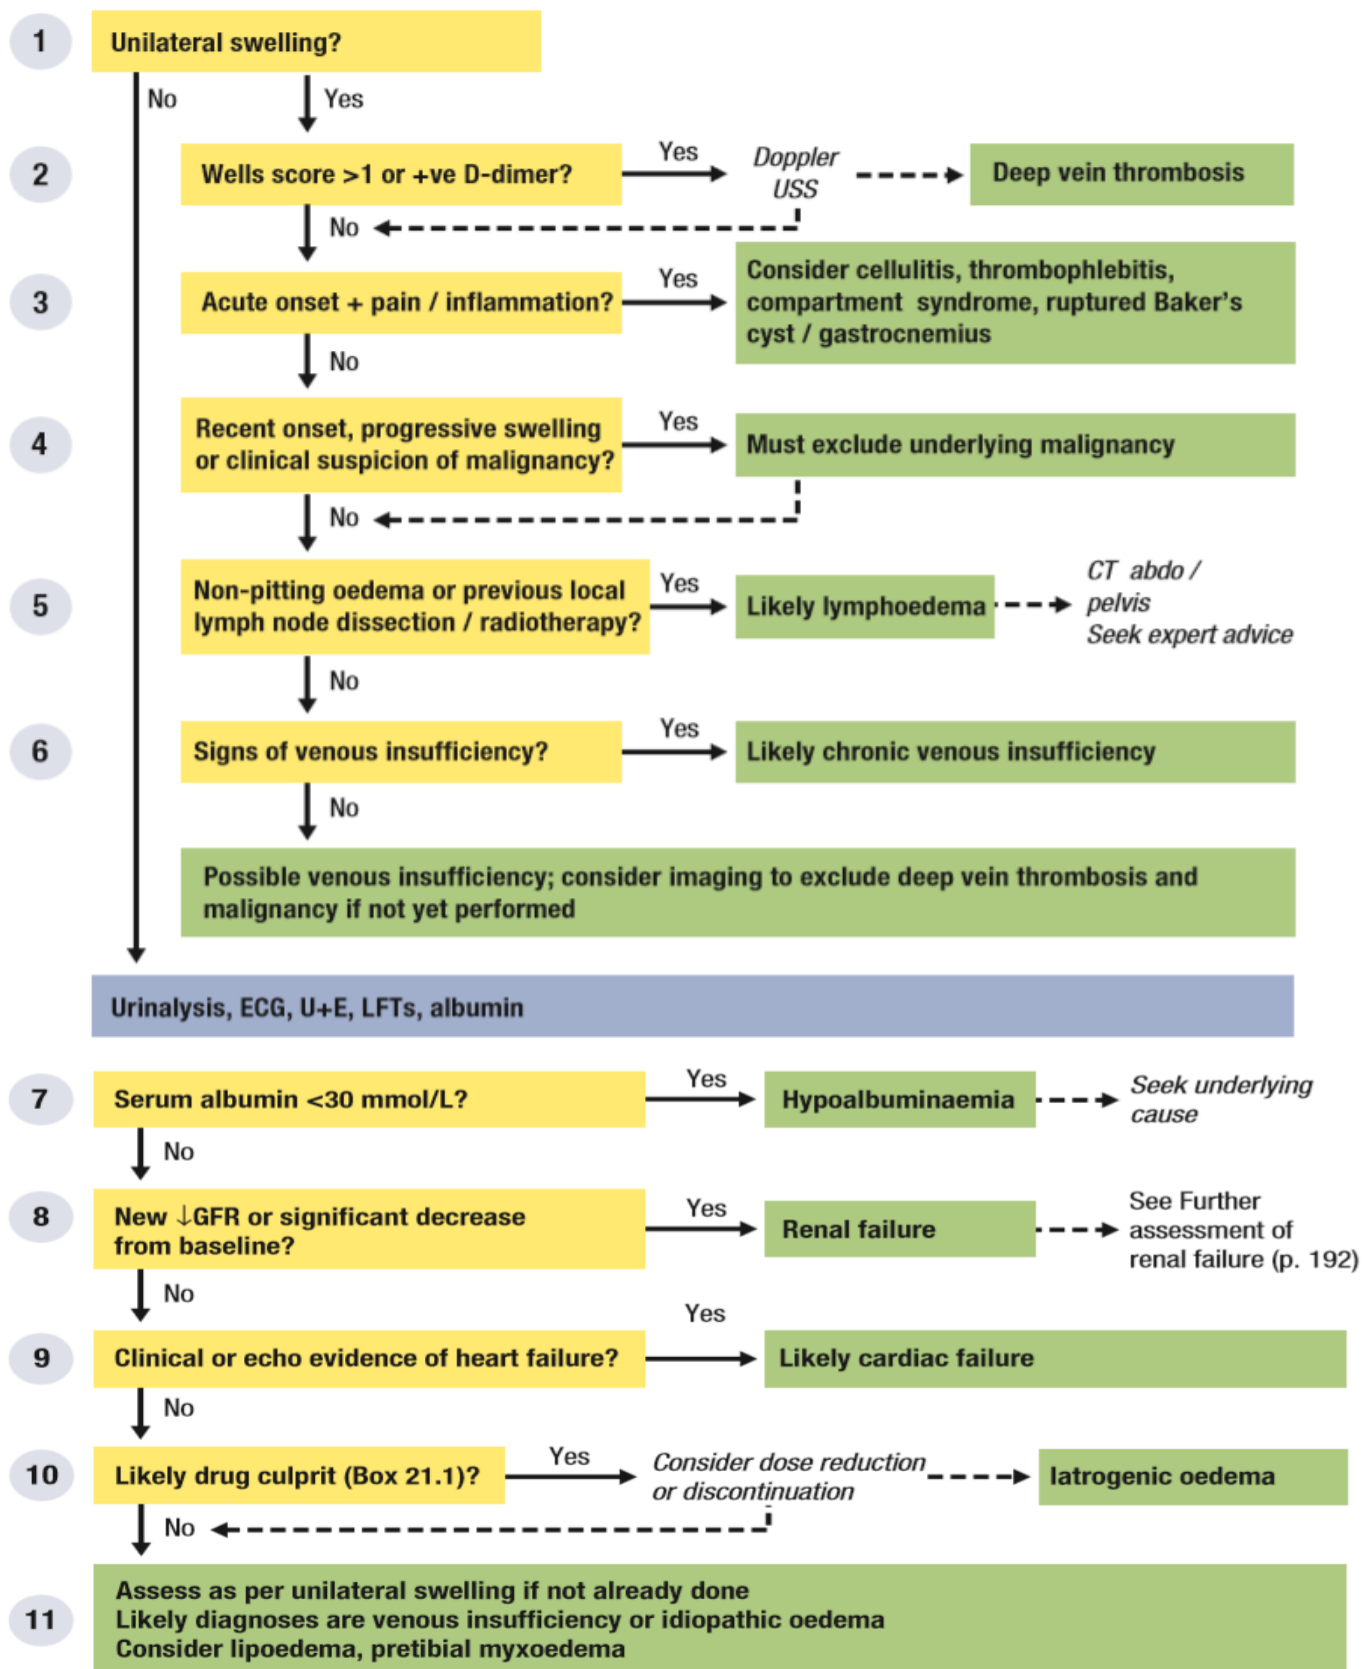 1
Unilateral swelling?
No
Yes
2
Wells score >1 or +ve D-dimer?
Yes
Doppler
USS
Deep vein thrombosis
No
3
Acute onset + pain / inflammation?
Yes
Consider cellulitis, thrombophlebitis,
compartment syndrome, ruptured Baker's
cyst / gastrocnemius
No
4
Recent onset, progressive swelling
or clinical suspicion of malignancy?
Yes
Must exclude underlying malignancy
No
5
Non-pitting oedema or previous local
lymph node dissection / radiotherapy?
Yes
Likely lymphoedema
CT abdo /
pelvis
Seek expert advice
No
6
Signs of venous insufficiency?
Yes
Likely chronic venous insufficiency
No
Possible venous insufficiency; consider imaging to exclude deep vein thrombosis and
malignancy if not yet performed
Urinalysis, ECG, U+E, LFTs, albumin
7
Serum albumin <30 mmol/L?
Yes
Hypoalbuminaemia
Seek underlying
cause
No
8
New ↓GFR or significant decrease
from baseline?
Yes
Renal failure
See Further
assessment of
renal failure (p. 192)
No
9
Clinical or echo evidence of heart failure?
Yes
Likely cardiac failure
No
10
Likely drug culprit (Box 21.1)?
Yes
Consider dose reduction
or discontinuation
Iatrogenic oedema
No
11
Assess as per unilateral swelling if not already done
Likely diagnoses are venous insufficiency or idiopathic oedema
Consider lipoedema, pretibial myxoedema